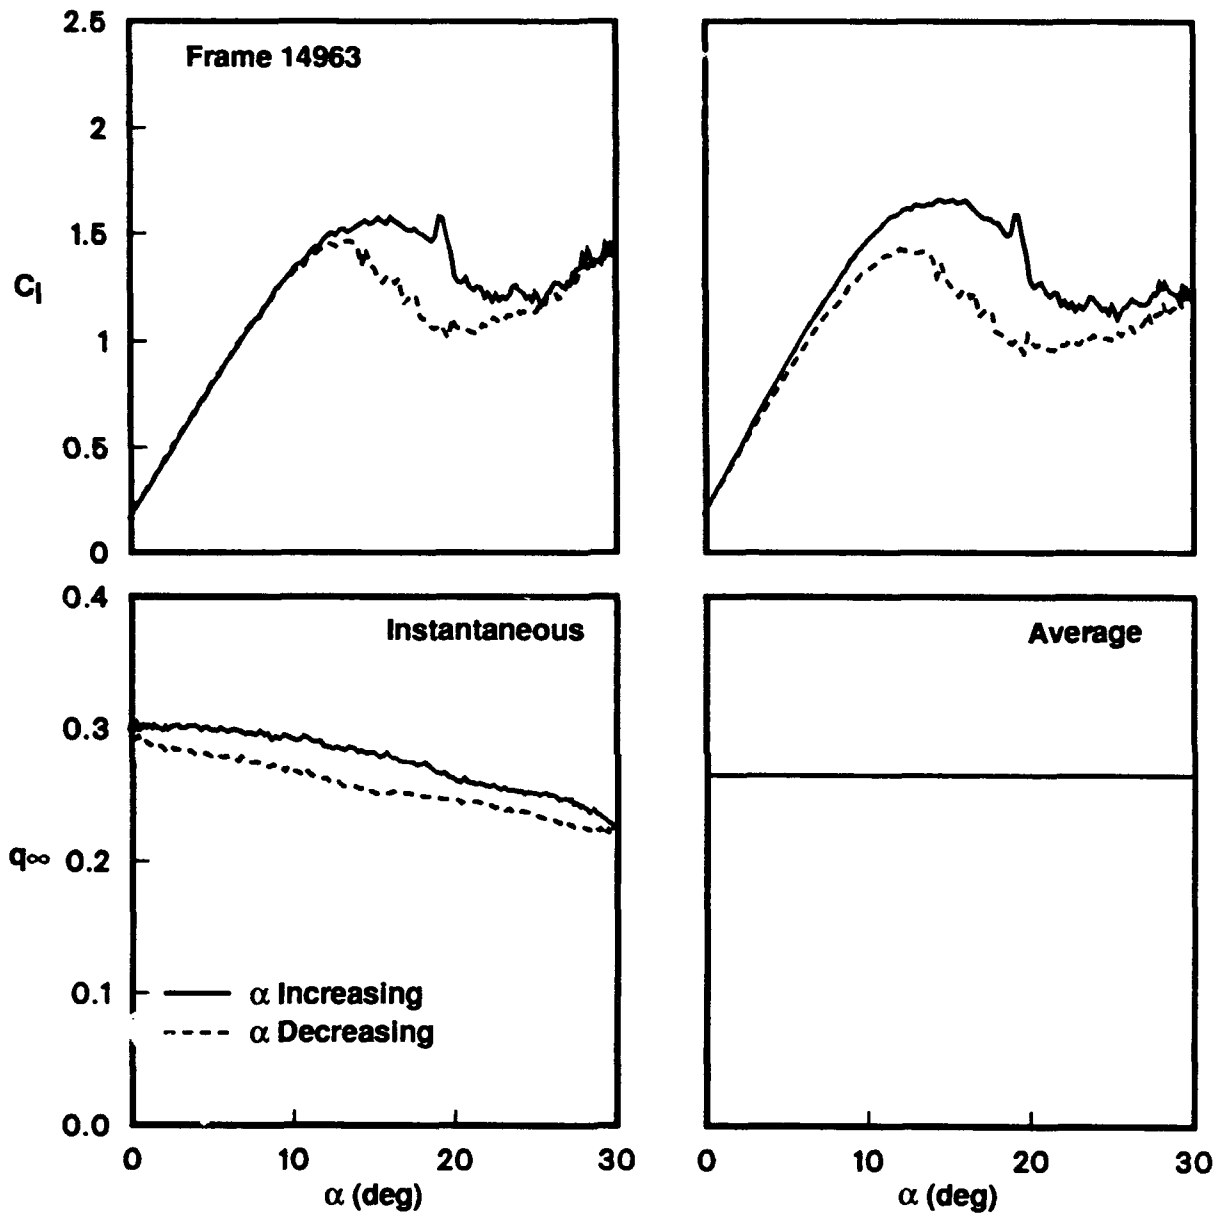 2.5
Frame 14963
2
1.5
C_l
1
0.5
0
0.4
Instantaneous
Average
0.3
q∞ 0.2
0.1
α Increasing
α Decreasing
0.0
0 10 20 30
0 10 20 30
α (deg)
α (deg)